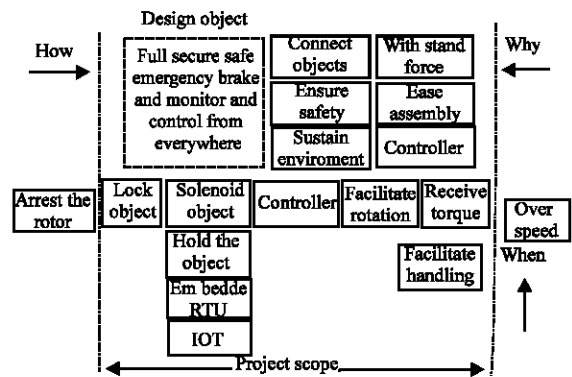 Design object
How
Why
Full secure safe
emergency brake
and monitor and
control from
everywhere
Connect
objects
With stand
force
Ensure
safety
Ease
assembly
Sustain
enviroment
Controller
Arrest the
rotor
Lock
object
Solenoid
object
Controller
Facilitate
rotation
Receive
torque
Over
speed
Hold the
object
Facilitate
handling
When
Em bedde
RTU
IOT
Project scope